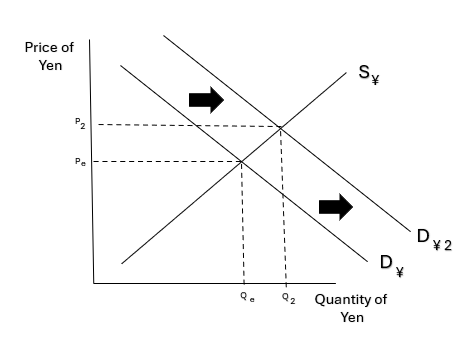 Price of
Yen
S¥
P2
Pe
D¥2
D¥
Qe
Q2
Quantity of
Yen